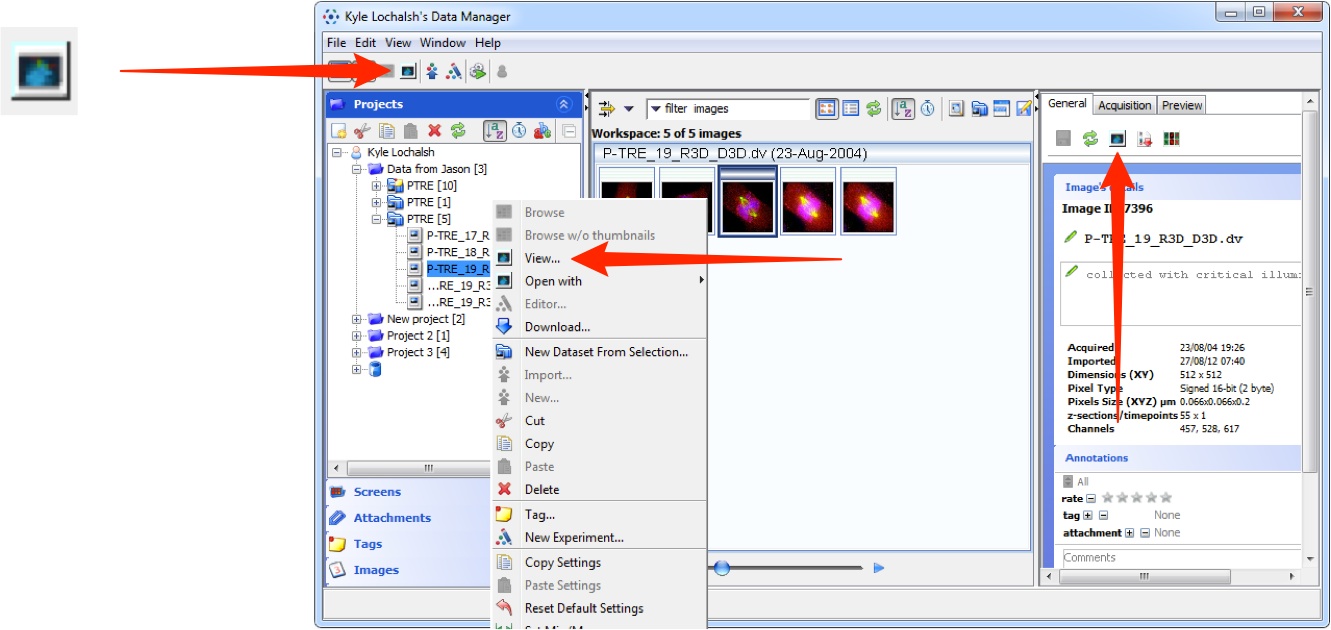 Kyle Lochalsh's Data Manager
File Edit View Window Help
Projects
Kyle Lochalsh
Data from Jason [3]
PTRE [10]
PTRE [1]
PTRE [5]
P-TRE_17_R
P-TRE_18_R
P-TRE_19_R
...RE_19_R3
...RE_19_R3
New project [2]
Project 2 [1]
Project 3 [4]
Screens
Attachments
Tags
Images
Browse
Browse w/o thumbnails
View...
Open with
Editor...
Download...
New Dataset From Selection...
Import...
New...
Cut
Copy
Paste
Delete
Tag...
New Experiment...
Copy Settings
Paste Settings
Reset Default Settings
filter images
Workspace: 5 of 5 images
P-TRE_19_R3D_D3D.dv (23-Aug-2004)
General Acquisition Preview
Image's details
Image ID: 7396
P-TRE_19_R3D_D3D.dv
collected with critical illum
Acquired 23/08/04 19:26
Imported 27/08/12 07:40
Dimensions (XY) 512 x 512
Pixel Type Signed 16-bit (2 byte)
Pixels Size (XYZ) µm 0.066x0.066x0.2
z-sections/timepoints 55 x 1
Channels 457, 528, 617
Annotations
All
rate
tag None
attachment None
Comments